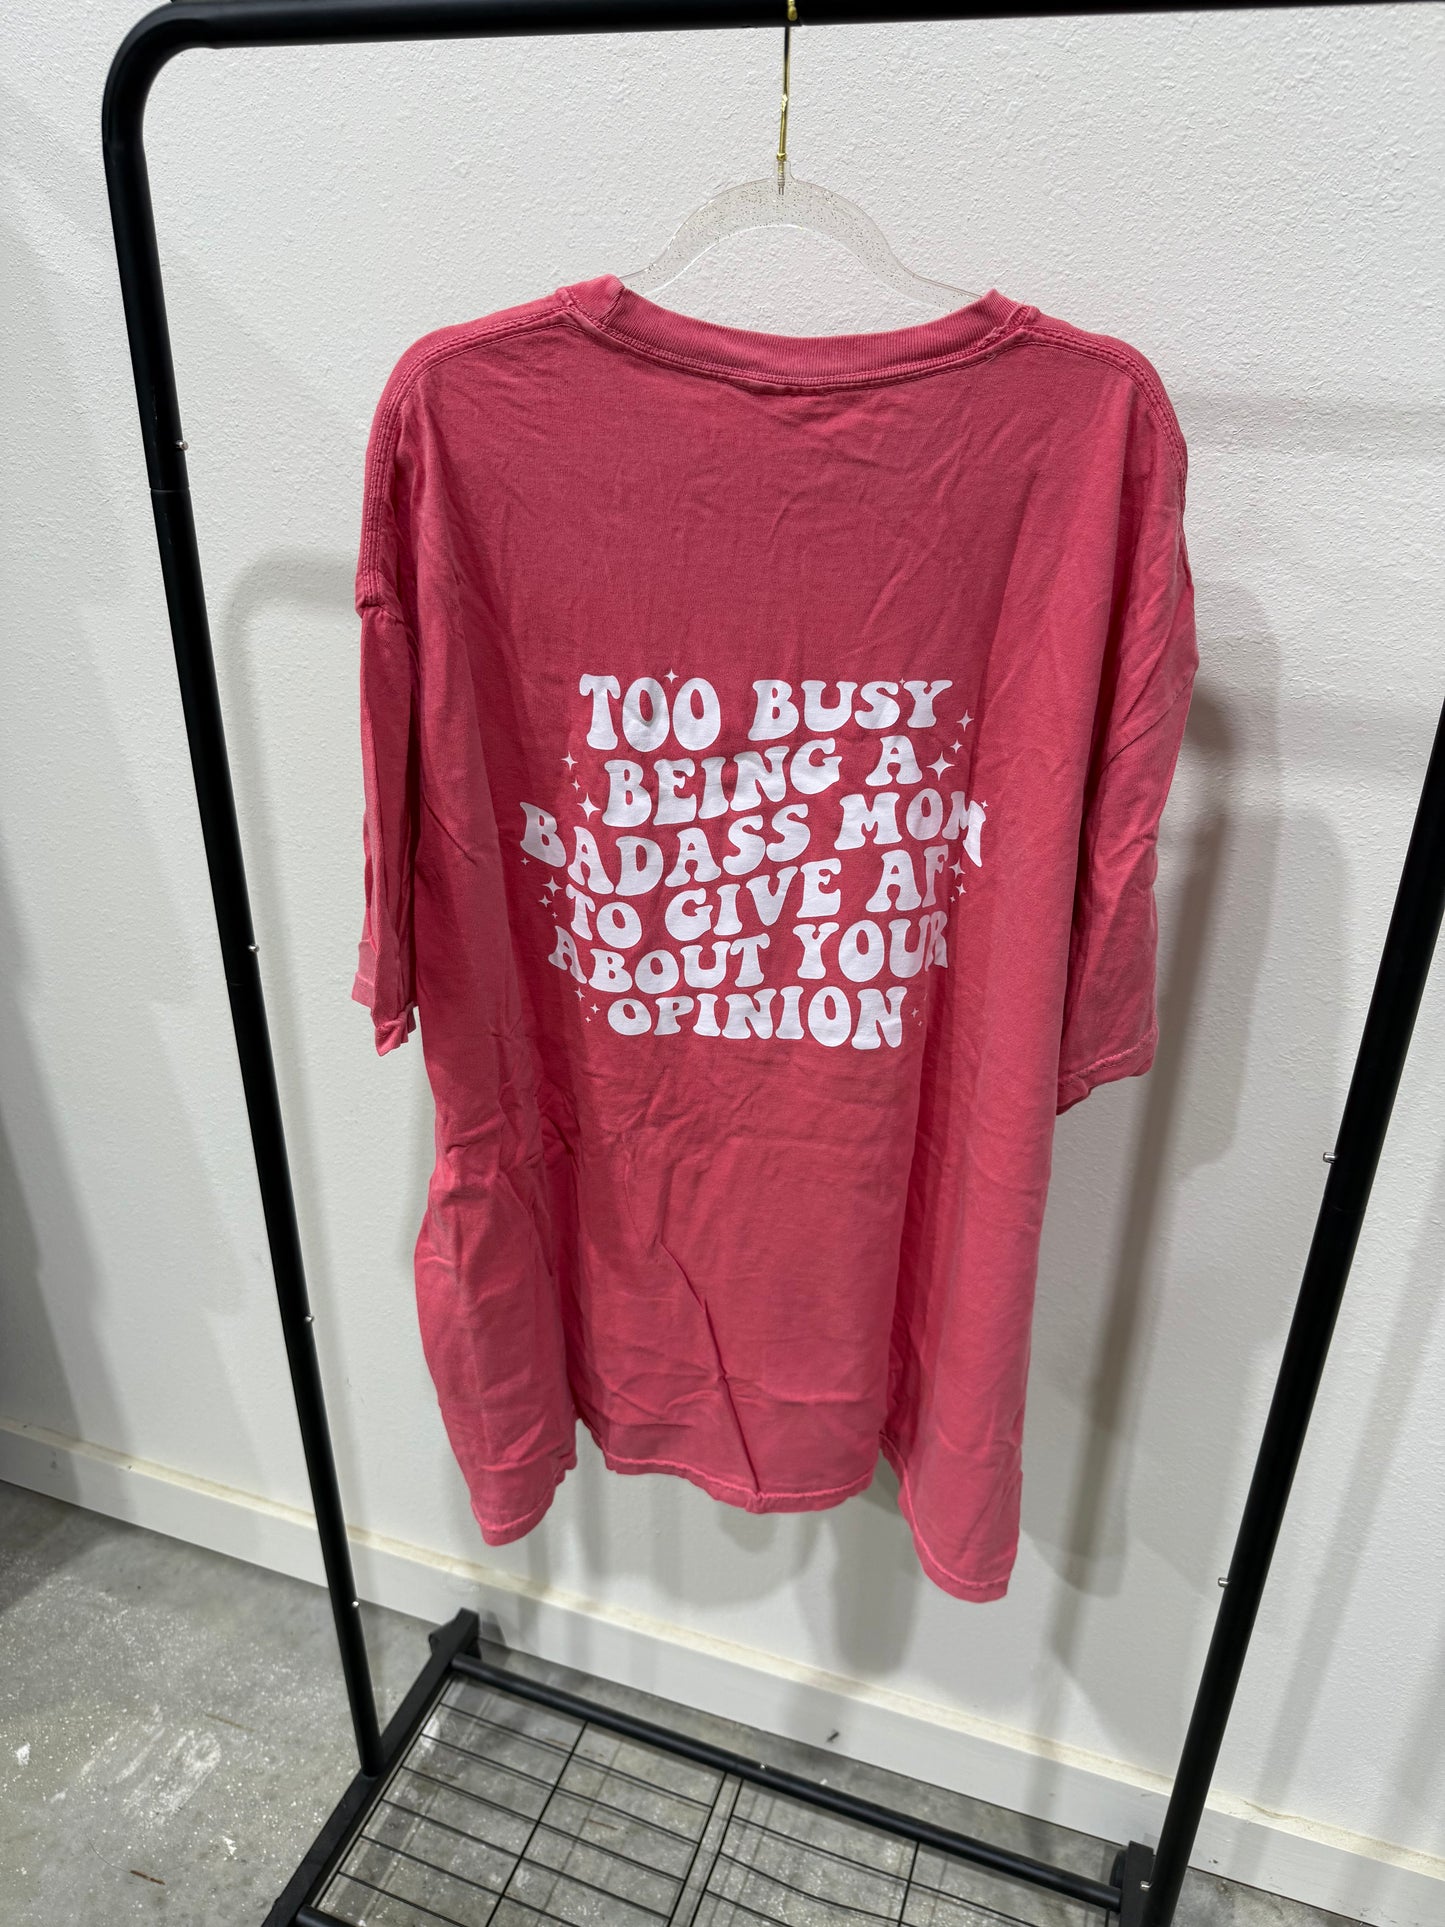 TOO BUSY
BEING A
BADASS MOM
TO GIVE AF
ABOUT YOUR
OPINION